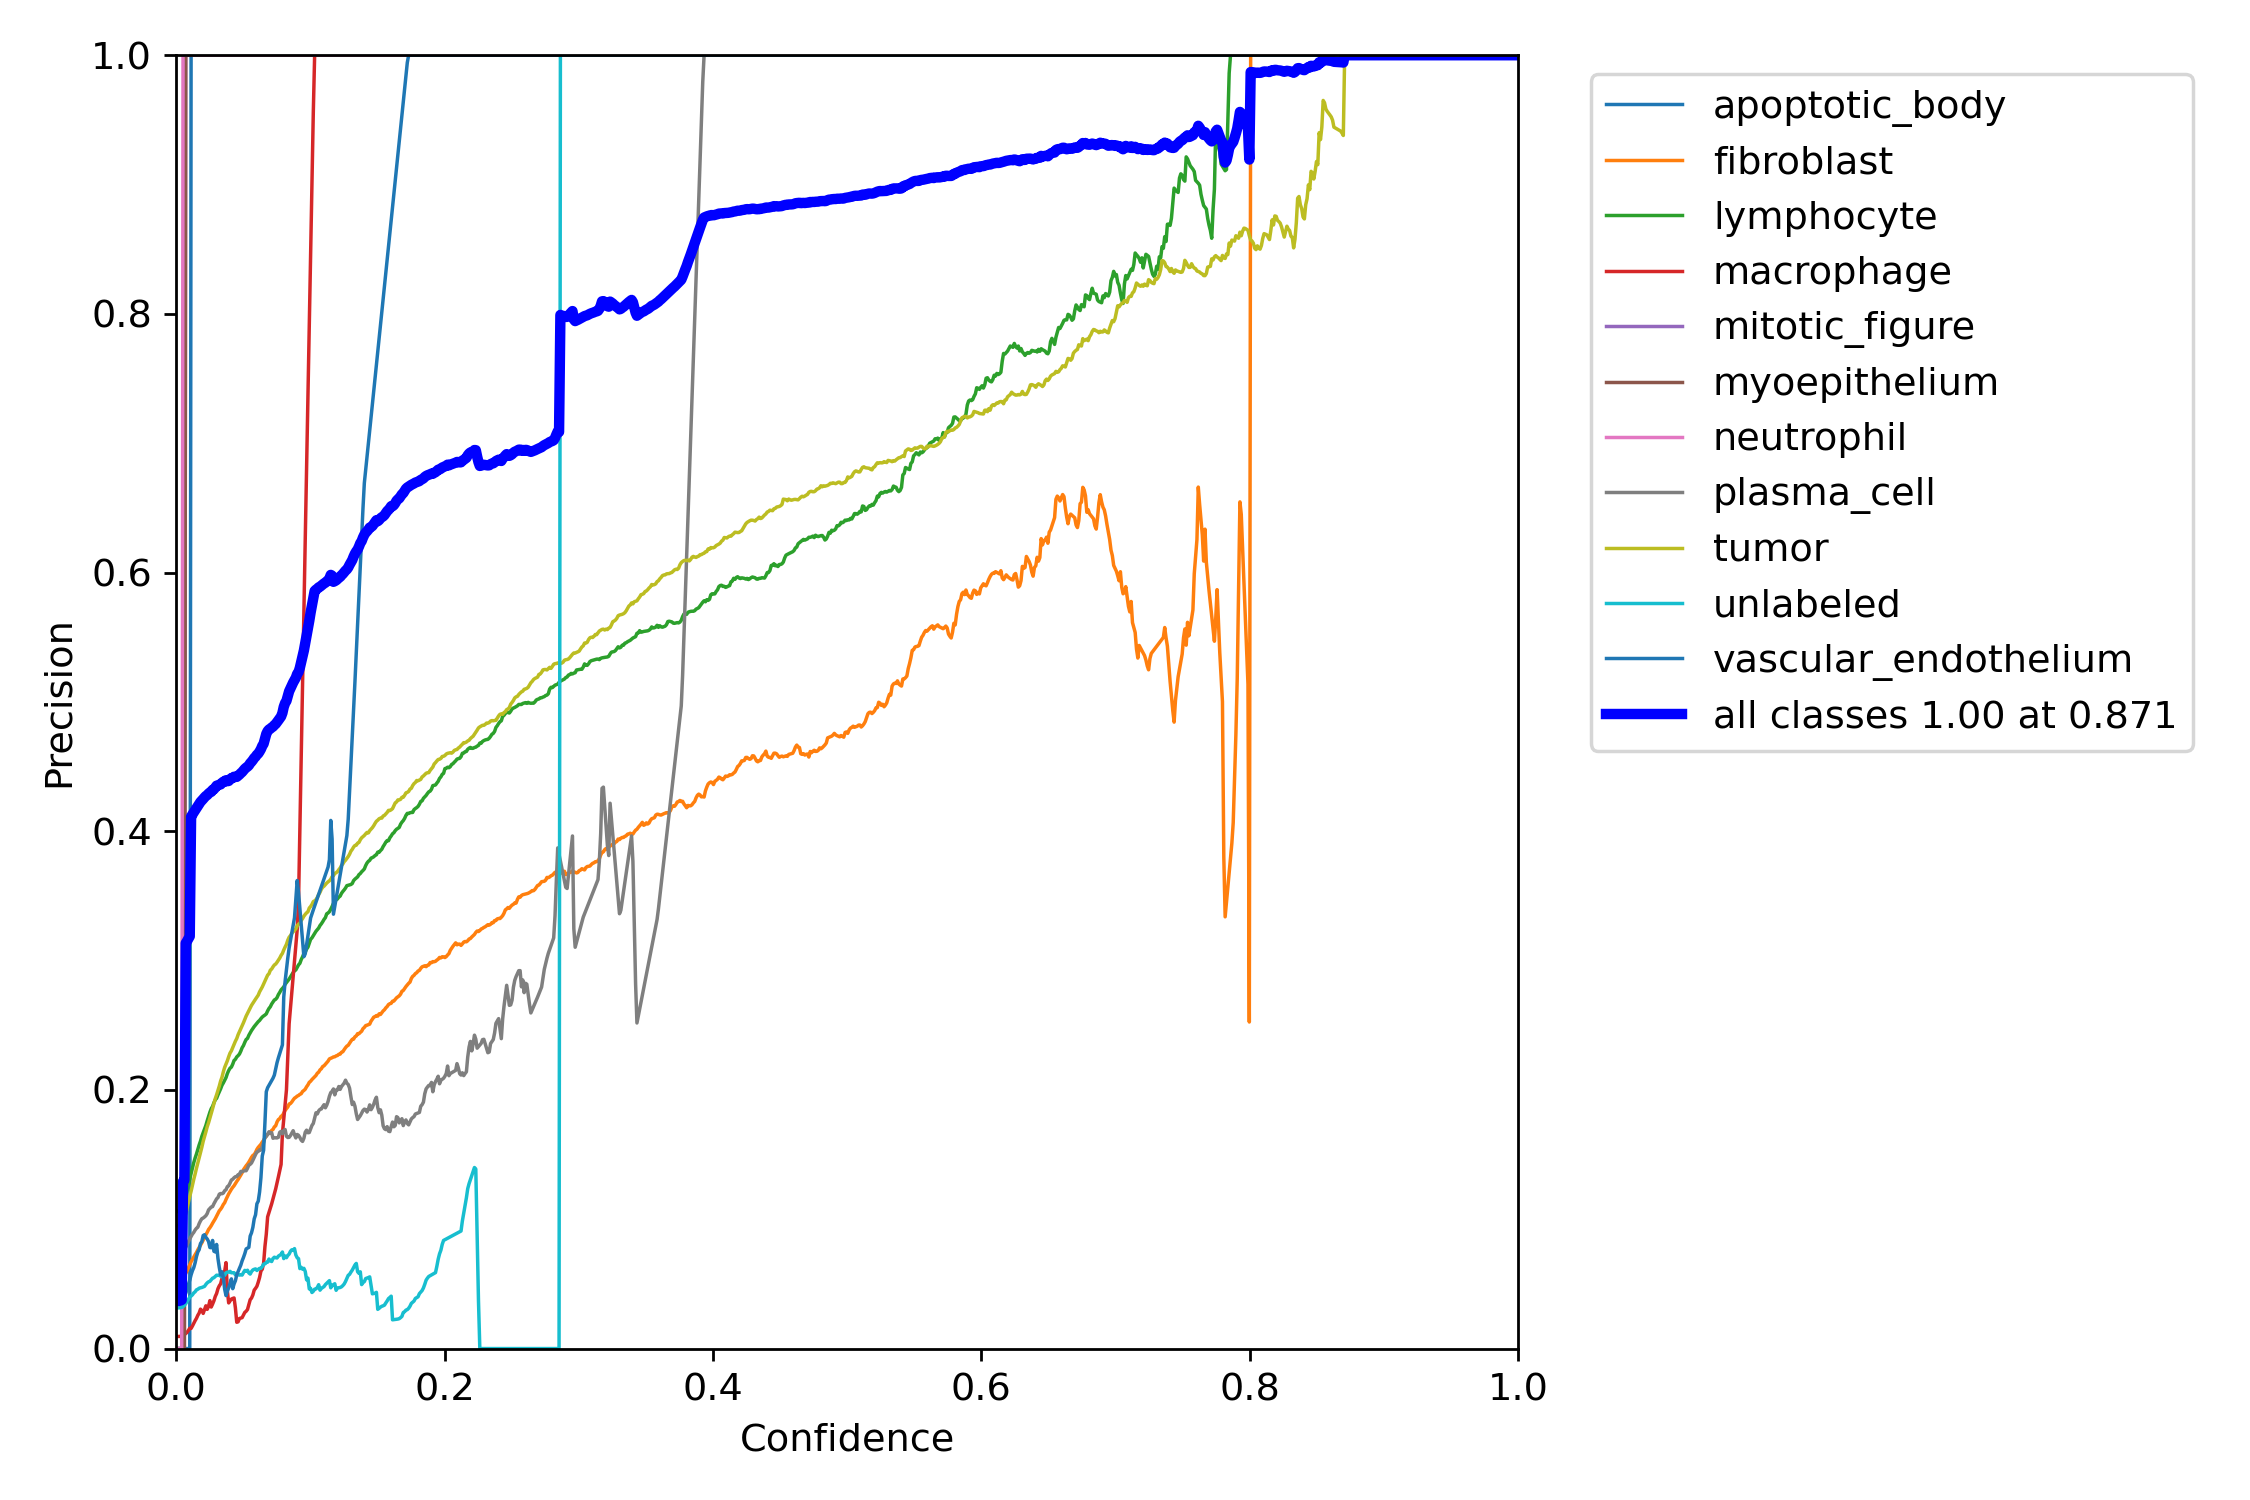 1.0
0.8
0.6
0.4
0.2
0.0
Precision
0.0 0.2 0.4 0.6 0.8 1.0
Confidence
apoptotic_body
fibroblast
lymphocyte
macrophage
mitotic_figure
myoepithelium
neutrophil
plasma_cell
tumor
unlabeled
vascular_endothelium
all classes 1.00 at 0.871